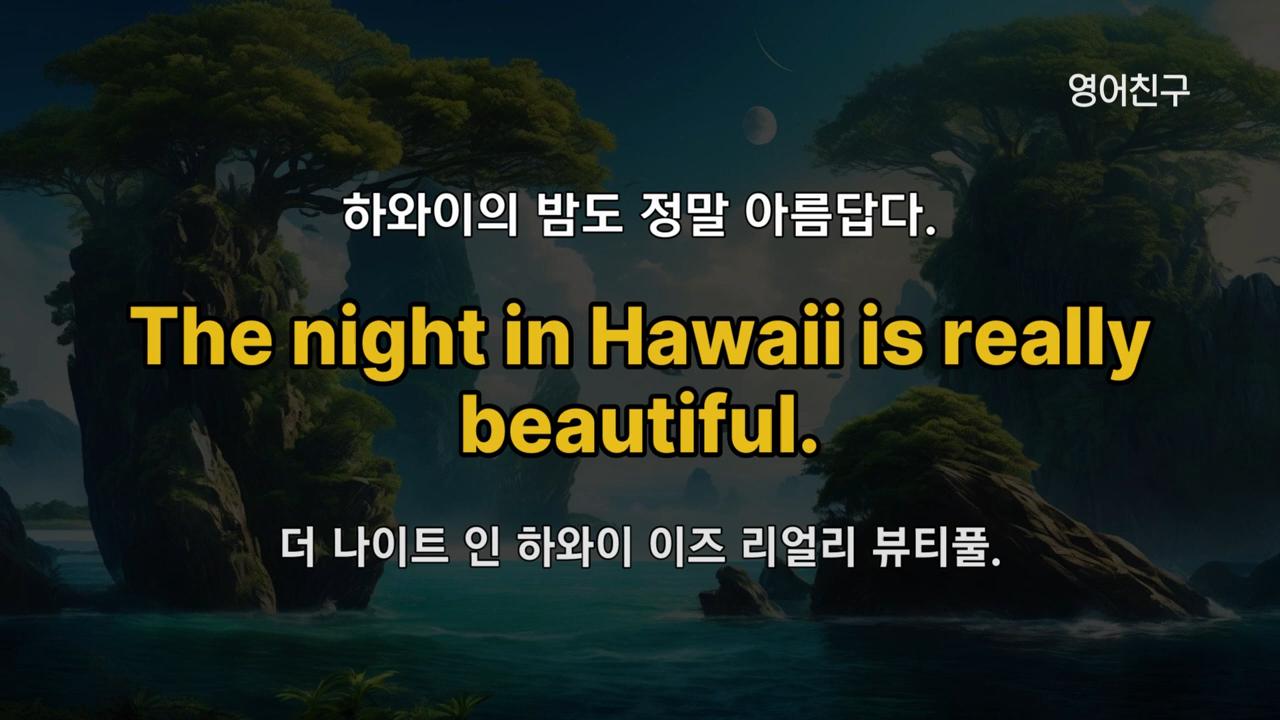 영어친구
하와이의 밤도 정말 아름답다.
The night in Hawaii is really
beautiful.
더 나이트 인 하와이 이즈 리얼리 뷰티풀.